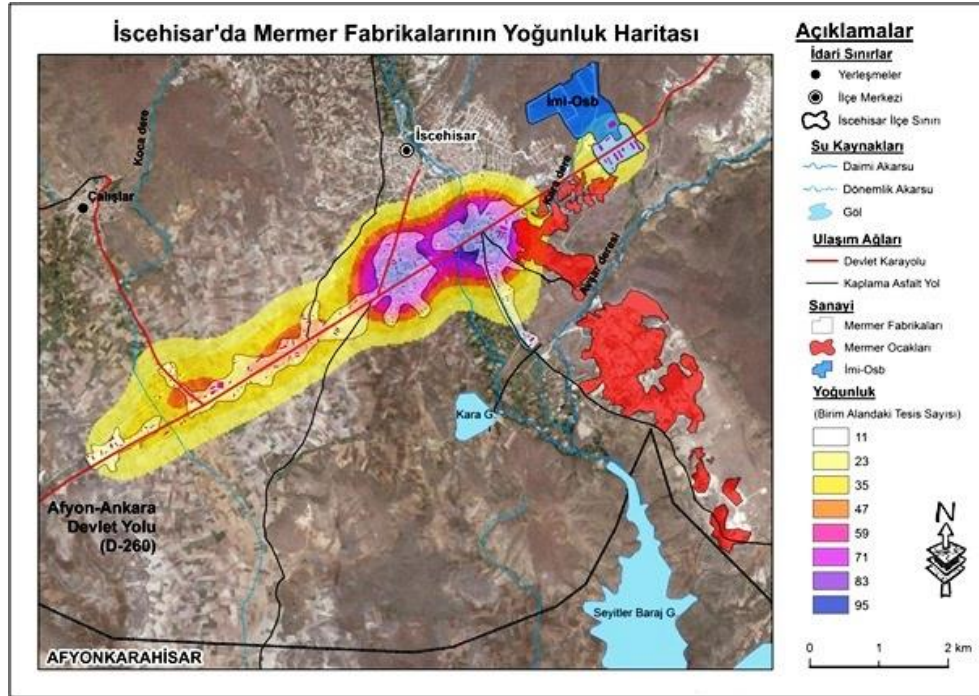 İscehisar'da Mermer Fabrikalarının Yoğunluk Haritası
İmi-Osb
Koca dere
İscehisar
Kara dere
Çalışlar
Kara G.
Afyon-Ankara
Devlet Yolu
(D-260)
Seyitler Baraj G
AFYONKARAHİSAR
Açıklamalar
İdari Sınırlar
Yerleşmeler
İlçe Merkezi
İscehisar İlçe Sınırı
Su Kaynakları
Daimi Akarsu
Dönemlik Akarsu
Göl
Ulaşım Ağları
Devlet Karayolu
Kaplama Asfalt Yol
Sanayi
Mermer Fabrikaları
Mermer Ocakları
İmi-Osb
Yoğunluk
(Birim Alandaki Tesis Sayısı)
11
23
35
47
59
71
83
95
N
0 1 2 km